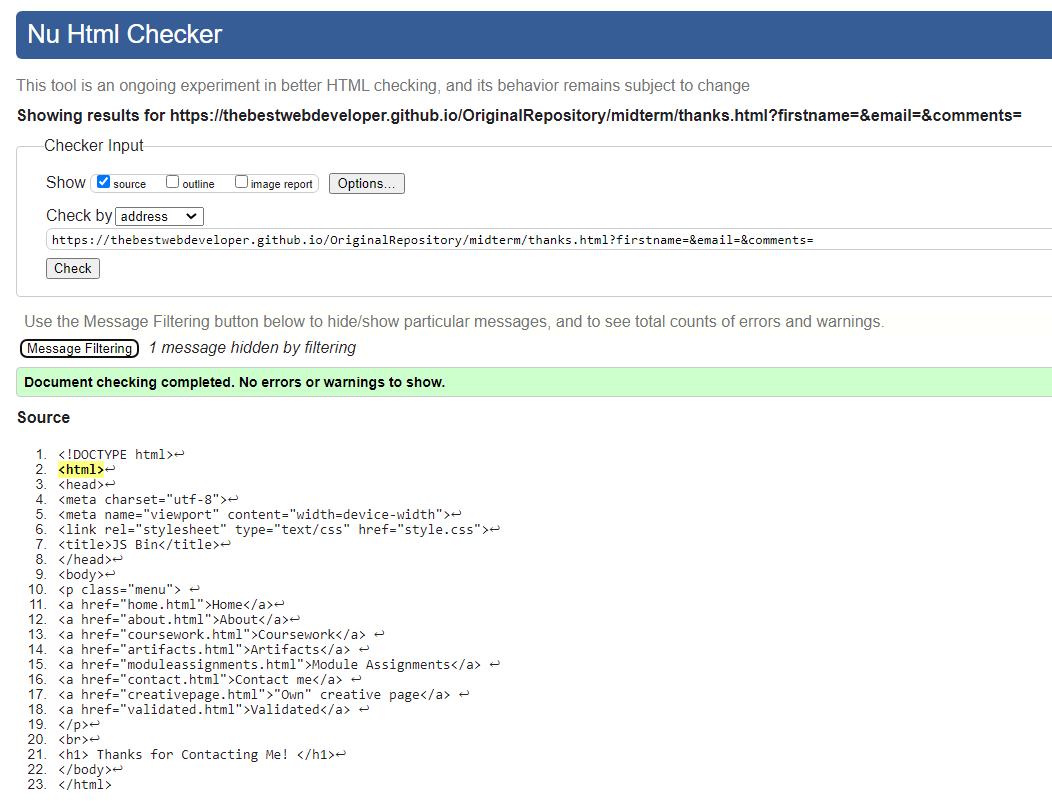 Nu Html Checker
This tool is an ongoing experiment in better HTML checking, and its behavior remains subject to change
Showing results for https://thebestwebdeveloper.github.io/OriginalRepository/midterm/thanks.html?firstname=&email=&comments=
Checker Input
Show source outline image report Options...
Check by address
https://thebestwebdeveloper.github.io/OriginalRepository/midterm/thanks.html?firstname=&email=&comments=
Check
Use the Message Filtering button below to hide/show particular messages, and to see total counts of errors and warnings.
Message Filtering 1 message hidden by filtering
Document checking completed. No errors or warnings to show.
Source
1. <!DOCTYPE html>↩
2. <html>↩
3. <head>↩
4. <meta charset="utf-8">↩
5. <meta name="viewport" content="width=device-width">↩
6. <link rel="stylesheet" type="text/css" href="style.css">↩
7. <title>JS Bin</title>↩
8. </head>↩
9. <body>↩
10. <p class="menu"> ↩
11. <a href="home.html">Home</a>↩
12. <a href="about.html">About</a>↩
13. <a href="coursework.html">Coursework</a> ↩
14. <a href="artifacts.html">Artifacts</a> ↩
15. <a href="moduleassignments.html">Module Assignments</a> ↩
16. <a href="contact.html">Contact me</a> ↩
17. <a href="creativepage.html">"Own" creative page</a> ↩
18. <a href="validated.html">Validated</a> ↩
19. </p>↩
20. <br>↩
21. <h1> Thanks for Contacting Me! </h1>↩
22. </body>↩
23. </html>